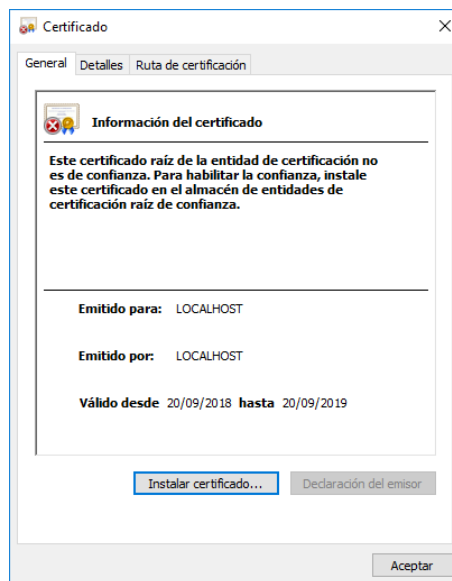 Certificado
General Detalles Ruta de certificación
Información del certificado
Este certificado raíz de la entidad de certificación no
es de confianza. Para habilitar la confianza, instale
este certificado en el almacén de entidades de
certificación raíz de confianza.
Emitido para: LOCALHOST
Emitido por: LOCALHOST
Válido desde 20/09/2018 hasta 20/09/2019
Instalar certificado... Declaración del emisor
Aceptar